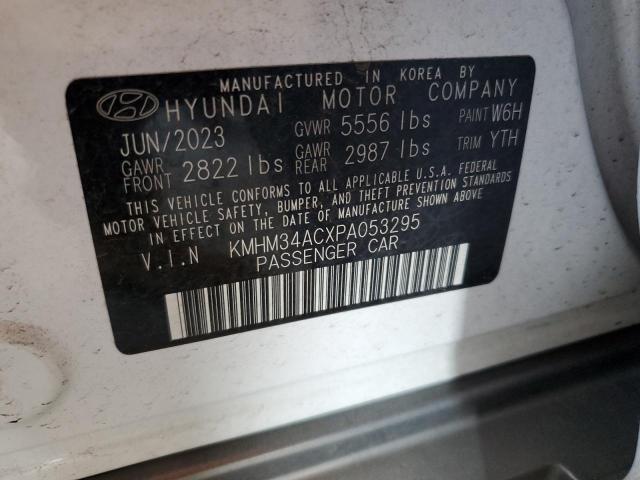 MANUFACTURED IN KOREA BY
HYUNDAI MOTOR COMPANY
JUN/2023 GVWR 5556 lbs PAINT W6H
GAWR FRONT 2822 lbs GAWR REAR 2987 lbs TRIM YTH
THIS VEHICLE CONFORMS TO ALL APPLICABLE U.S.A. FEDERAL
MOTOR VEHICLE SAFETY, BUMPER, AND THEFT PREVENTION STANDARDS
IN EFFECT ON THE DATE OF MANUFACTURE SHOWN ABOVE
V.I.N KMHM34ACXPA053295
PASSENGER CAR